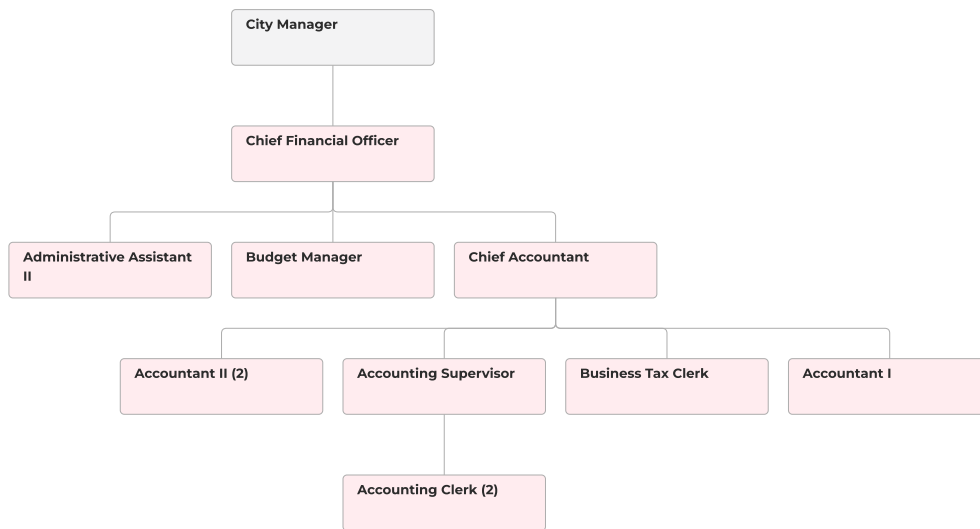 City Manager
Chief Financial Officer
Administrative Assistant
II
Budget Manager
Chief Accountant
Accountant II (2)
Accounting Supervisor
Business Tax Clerk
Accountant I
Accounting Clerk (2)